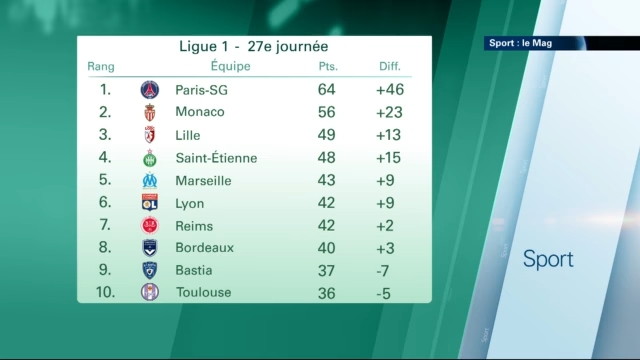 Ligue 1 - 27e journée
Rang Équipe Pts. Diff.
1. Paris-SG 64 +46
2. Monaco 56 +23
3. Lille 49 +13
4. Saint-Étienne 48 +15
5. Marseille 43 +9
6. Lyon 42 +9
7. Reims 42 +2
8. Bordeaux 40 +3
9. Bastia 37 -7
10. Toulouse 36 -5
Sport : le Mag
Sport
Sport
Sport